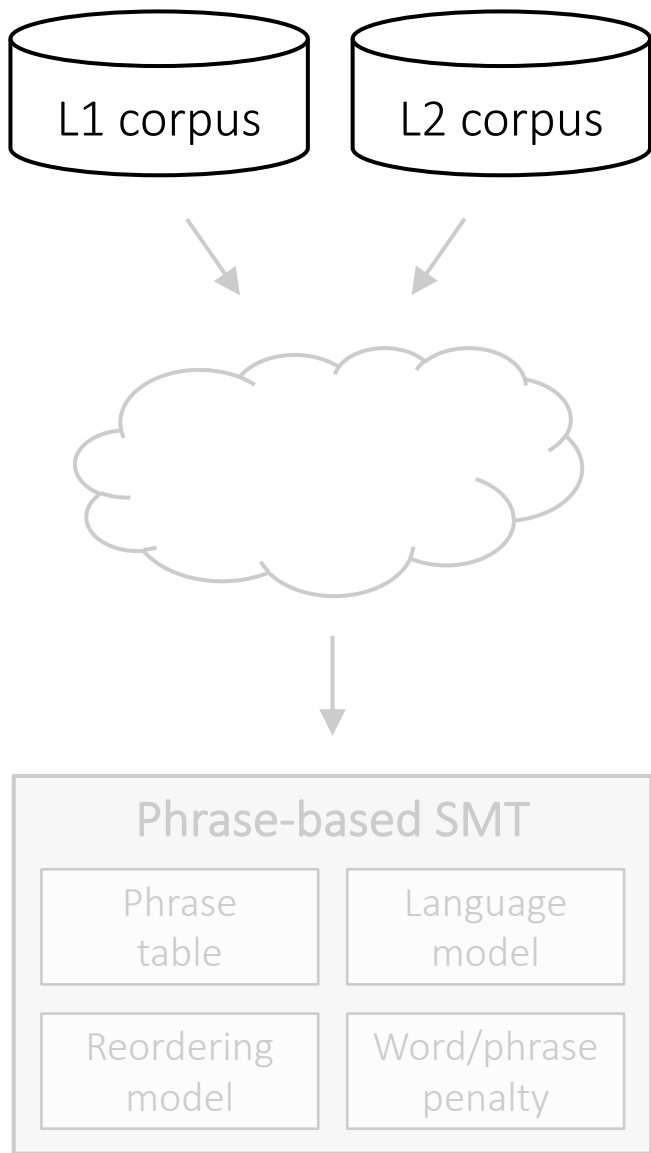 L1 corpus
L2 corpus
Phrase-based SMT
Phrase
table
Language
model
Reordering
model
Word/phrase
penalty